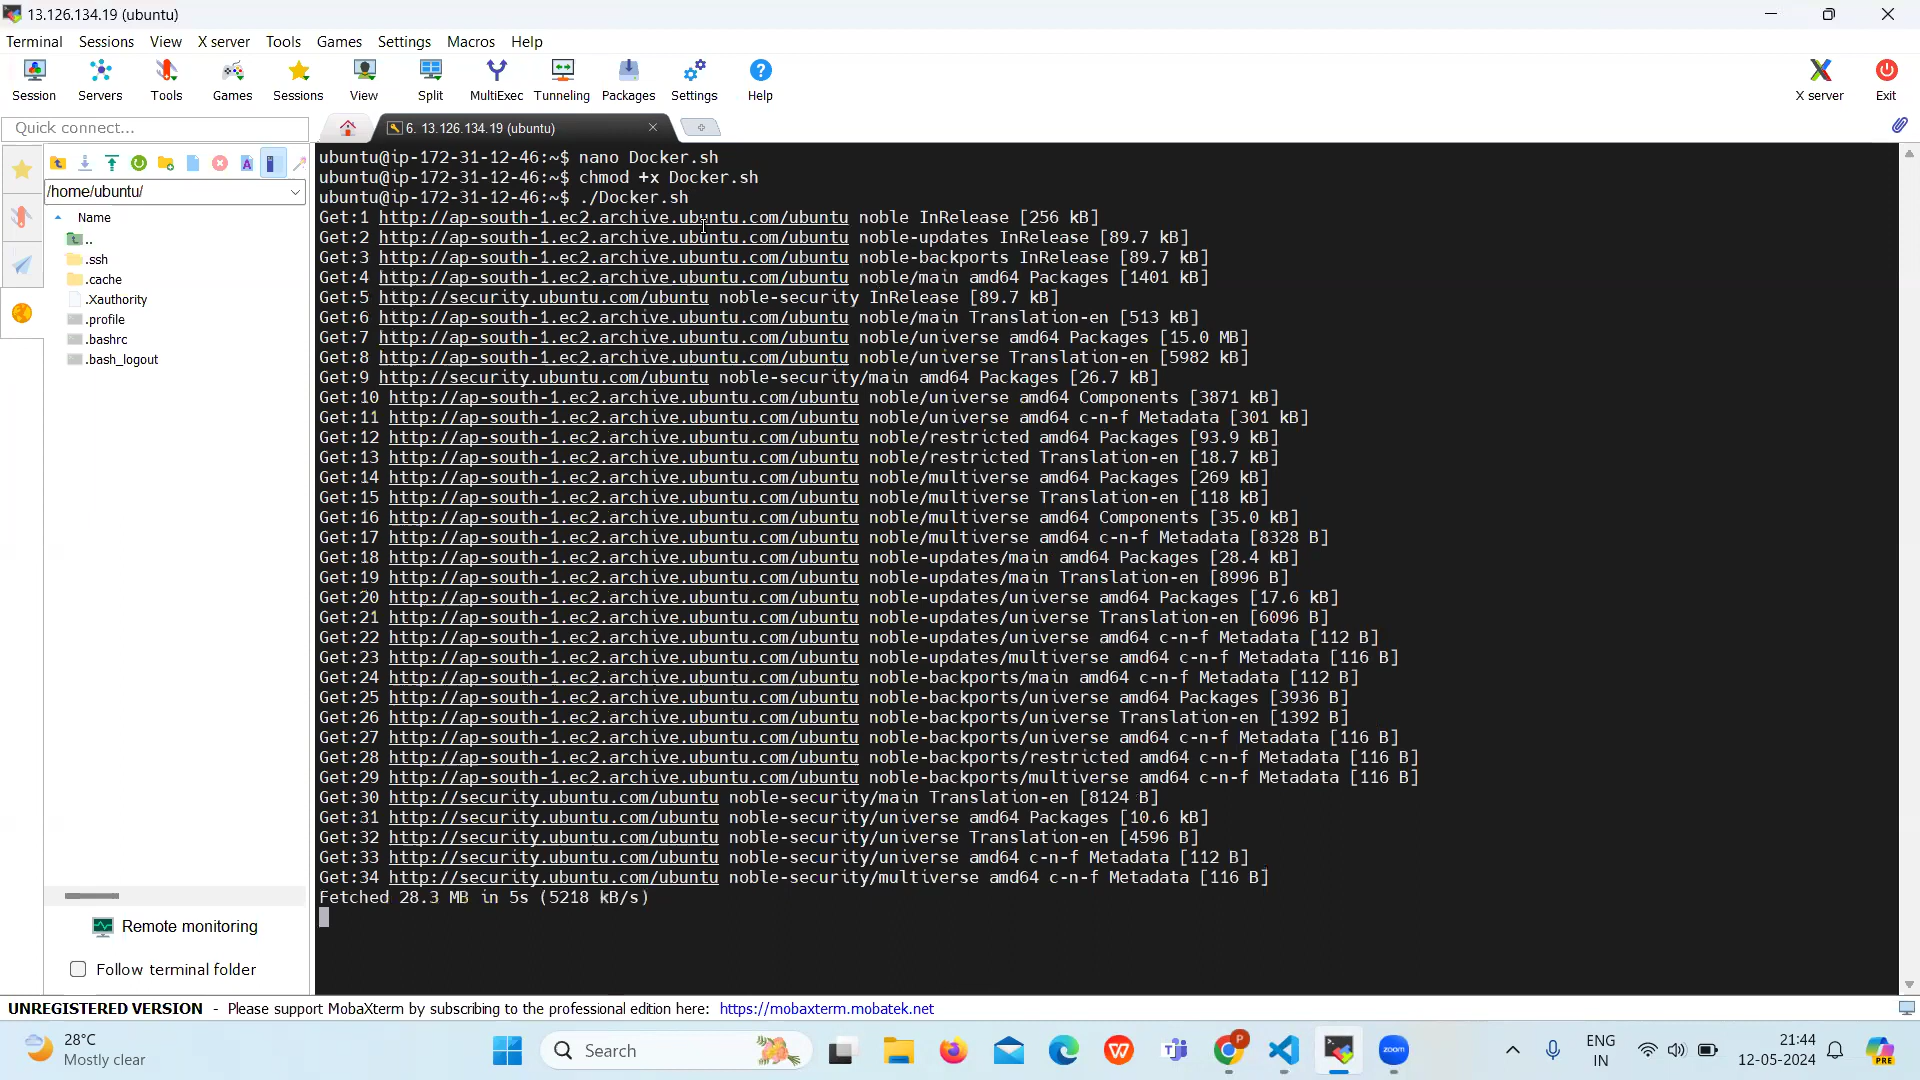 13.126.134.19 (ubuntu)
Terminal Sessions View X server Tools Games Settings Macros Help
Session Servers Tools Games Sessions View Split MultiExec Tunneling Packages Settings Help X server Exit
Quick connect...
6. 13.126.134.19 (ubuntu)
/home/ubuntu/
Name
..
.ssh
.cache
.Xauthority
.profile
.bashrc
.bash_logout
Remote monitoring
Follow terminal folder
ubuntu@ip-172-31-12-46:~$ nano Docker.sh
ubuntu@ip-172-31-12-46:~$ chmod +x Docker.sh
ubuntu@ip-172-31-12-46:~$ ./Docker.sh
Get:1 http://ap-south-1.ec2.archive.ubuntu.com/ubuntu noble InRelease [256 kB]
Get:2 http://ap-south-1.ec2.archive.ubuntu.com/ubuntu noble-updates InRelease [89.7 kB]
Get:3 http://ap-south-1.ec2.archive.ubuntu.com/ubuntu noble-backports InRelease [89.7 kB]
Get:4 http://ap-south-1.ec2.archive.ubuntu.com/ubuntu noble/main amd64 Packages [1401 kB]
Get:5 http://security.ubuntu.com/ubuntu noble-security InRelease [89.7 kB]
Get:6 http://ap-south-1.ec2.archive.ubuntu.com/ubuntu noble/main Translation-en [513 kB]
Get:7 http://ap-south-1.ec2.archive.ubuntu.com/ubuntu noble/universe amd64 Packages [15.0 MB]
Get:8 http://ap-south-1.ec2.archive.ubuntu.com/ubuntu noble/universe Translation-en [5982 kB]
Get:9 http://security.ubuntu.com/ubuntu noble-security/main amd64 Packages [26.7 kB]
Get:10 http://ap-south-1.ec2.archive.ubuntu.com/ubuntu noble/universe amd64 Components [3871 kB]
Get:11 http://ap-south-1.ec2.archive.ubuntu.com/ubuntu noble/universe amd64 c-n-f Metadata [301 kB]
Get:12 http://ap-south-1.ec2.archive.ubuntu.com/ubuntu noble/restricted amd64 Packages [93.9 kB]
Get:13 http://ap-south-1.ec2.archive.ubuntu.com/ubuntu noble/restricted Translation-en [18.7 kB]
Get:14 http://ap-south-1.ec2.archive.ubuntu.com/ubuntu noble/multiverse amd64 Packages [269 kB]
Get:15 http://ap-south-1.ec2.archive.ubuntu.com/ubuntu noble/multiverse Translation-en [118 kB]
Get:16 http://ap-south-1.ec2.archive.ubuntu.com/ubuntu noble/multiverse amd64 Components [35.0 kB]
Get:17 http://ap-south-1.ec2.archive.ubuntu.com/ubuntu noble/multiverse amd64 c-n-f Metadata [8328 B]
Get:18 http://ap-south-1.ec2.archive.ubuntu.com/ubuntu noble-updates/main amd64 Packages [28.4 kB]
Get:19 http://ap-south-1.ec2.archive.ubuntu.com/ubuntu noble-updates/main Translation-en [8996 B]
Get:20 http://ap-south-1.ec2.archive.ubuntu.com/ubuntu noble-updates/universe amd64 Packages [17.6 kB]
Get:21 http://ap-south-1.ec2.archive.ubuntu.com/ubuntu noble-updates/universe Translation-en [6096 B]
Get:22 http://ap-south-1.ec2.archive.ubuntu.com/ubuntu noble-updates/universe amd64 c-n-f Metadata [112 B]
Get:23 http://ap-south-1.ec2.archive.ubuntu.com/ubuntu noble-updates/multiverse amd64 c-n-f Metadata [116 B]
Get:24 http://ap-south-1.ec2.archive.ubuntu.com/ubuntu noble-backports/main amd64 c-n-f Metadata [112 B]
Get:25 http://ap-south-1.ec2.archive.ubuntu.com/ubuntu noble-backports/universe amd64 Packages [3936 B]
Get:26 http://ap-south-1.ec2.archive.ubuntu.com/ubuntu noble-backports/universe Translation-en [1392 B]
Get:27 http://ap-south-1.ec2.archive.ubuntu.com/ubuntu noble-backports/universe amd64 c-n-f Metadata [116 B]
Get:28 http://ap-south-1.ec2.archive.ubuntu.com/ubuntu noble-backports/restricted amd64 c-n-f Metadata [116 B]
Get:29 http://ap-south-1.ec2.archive.ubuntu.com/ubuntu noble-backports/multiverse amd64 c-n-f Metadata [116 B]
Get:30 http://security.ubuntu.com/ubuntu noble-security/main Translation-en [8124 B]
Get:31 http://security.ubuntu.com/ubuntu noble-security/universe amd64 Packages [10.6 kB]
Get:32 http://security.ubuntu.com/ubuntu noble-security/universe Translation-en [4596 B]
Get:33 http://security.ubuntu.com/ubuntu noble-security/universe amd64 c-n-f Metadata [112 B]
Get:34 http://security.ubuntu.com/ubuntu noble-security/multiverse amd64 c-n-f Metadata [116 B]
Fetched 28.3 MB in 5s (5218 kB/s)
UNREGISTERED VERSION - Please support MobaXterm by subscribing to the professional edition here: https://mobaxterm.mobatek.net
28°C
Mostly clear
Search
zoom
ENG
IN
21:44
12-05-2024
PRE